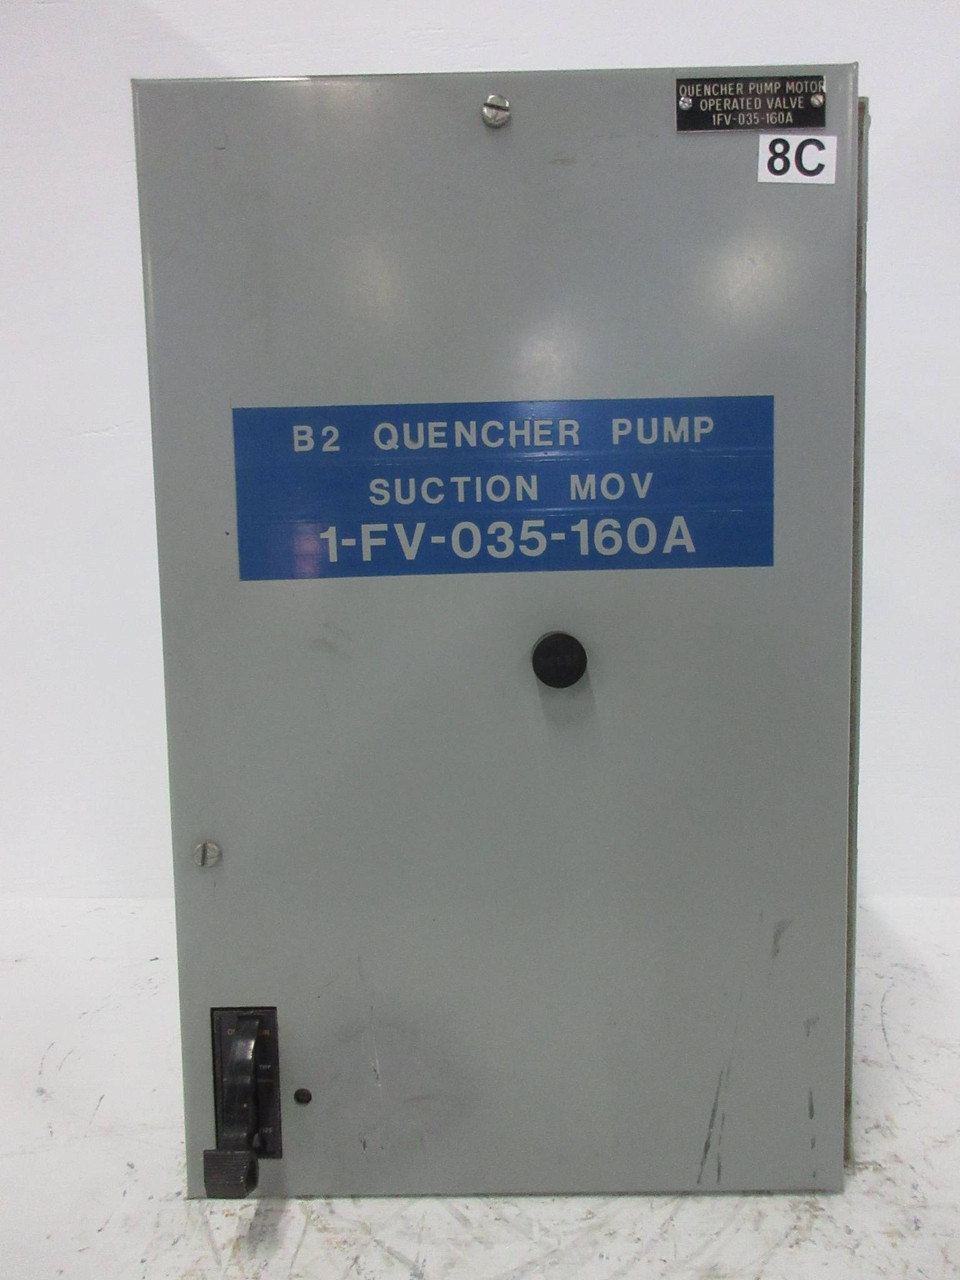 QUENCHER PUMP MOTOR
OPERATED VALVE
1FV-035-160A
8C
B2 QUENCHER PUMP
SUCTION MOV
1-FV-035-160A